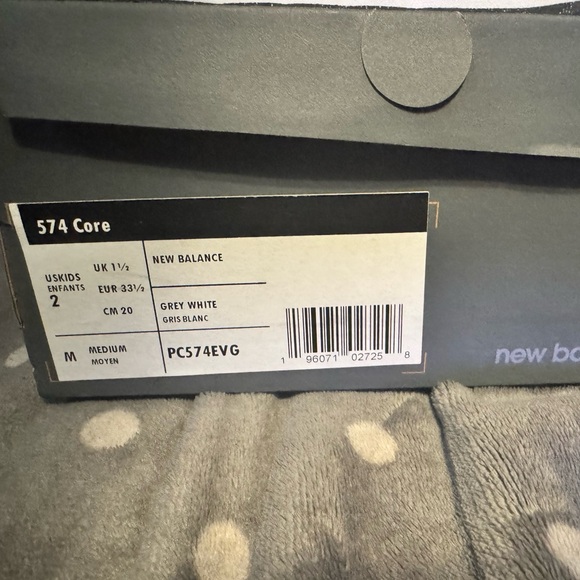 574 Core
USKIDS
ENFANTS
2
UK 1½
EUR 33½
CM 20
NEW BALANCE
GREY WHITE
GRIS BLANC
M
MEDIUM
MOYEN
PC574EVG
1 96071 02725 8
new ba